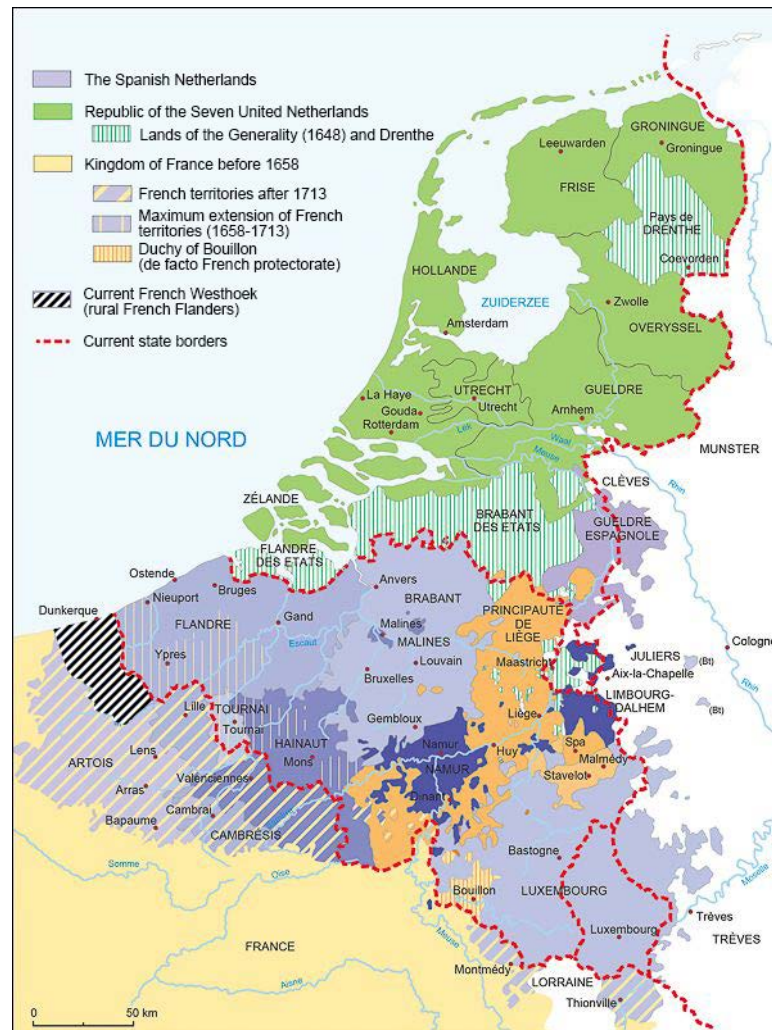 The Spanish Netherlands
Republic of the Seven United Netherlands
Lands of the Generality (1648) and Drenthe
Kingdom of France before 1658
French territories after 1713
Maximum extension of French
territories (1658-1713)
Duchy of Bouillon
(de facto French protectorate)
Current French Westhoek
(rural French Flanders)
Current state borders
GRONINGUE
Groningue
Leeuwarden
FRISE
Pays de
DRENTHE
Coevorden
HOLLANDE
ZUIDERZEE
Zwolle
Amsterdam
OVERYSSEL
La Haye
UTRECHT
Utrecht
GUELDRE
Gouda
Rotterdam
Arnhem
Lek
Waal
Meuse
MER DU NORD
MUNSTER
CLÈVES
Rhin
ZÉLANDE
BRABANT
DES ETATS
GUELDRE
ESPAGNOLE
FLANDRE
DES ETATS
Ostende
Bruges
Anvers
Nieuport
Dunkerque
BRABANT
PRINCIPAUTÉ
DE
LIÈGE
FLANDRE
Gand
Escaut
Malines
MALINES
Cologne
Ypres
Louvain
Maastricht
JULIERS
(Bt)
Bruxelles
Aix-la-Chapelle
Rhin
LIMBOURG-
DALHEM
Lille
TOURNAI
Tournai
Gembloux
Liège
(Bt)
HAINAUT
Mons
Lens
Namur
NAMUR
Huy
Spa
Malmédy
ARTOIS
Valenciennes
Stavelot
Arras
Dinant
Cambrai
Bapaume
CAMBRÉSIS
Bastogne
Somme
Oise
Moselle
LUXEMBOURG
Bouillon
Trèves
Luxembourg
TRÈVES
FRANCE
Meuse
Montmédy
LORRAINE
Aisne
Thionville
0 50 km